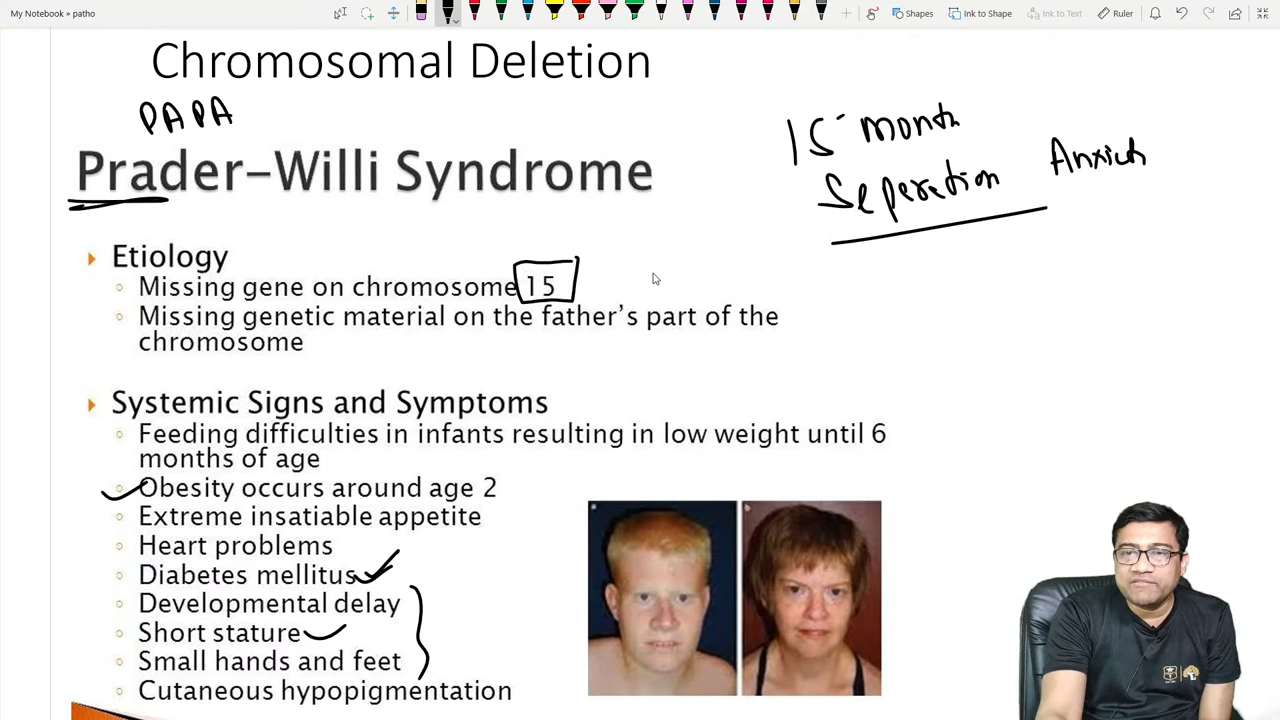 My Notebook » patho
Shapes
Ink to Shape
Ink to Text
Ruler
Chromosomal Deletion
PAPA
15 month
Seperetion Anxich
Prader-Willi Syndrome
Etiology
Missing gene on chromosome 15
Missing genetic material on the father's part of the
chromosome
Systemic Signs and Symptoms
Feeding difficulties in infants resulting in low weight until 6
months of age
Obesity occurs around age 2
Extreme insatiable appetite
Heart problems
Diabetes mellitus
Developmental delay
Short stature
Small hands and feet
Cutaneous hypopigmentation